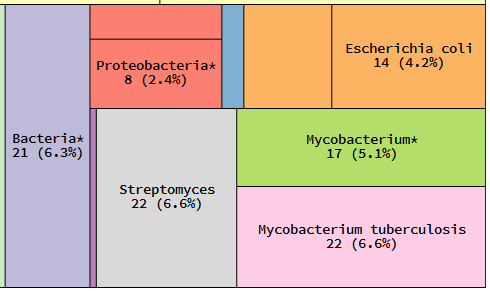 Escherichia coli
14 (4.2%)
Proteobacteria*
8 (2.4%)
Bacteria*
21 (6.3%)
Mycobacterium*
17 (5.1%)
Streptomyces
22 (6.6%)
Mycobacterium tuberculosis
22 (6.6%)